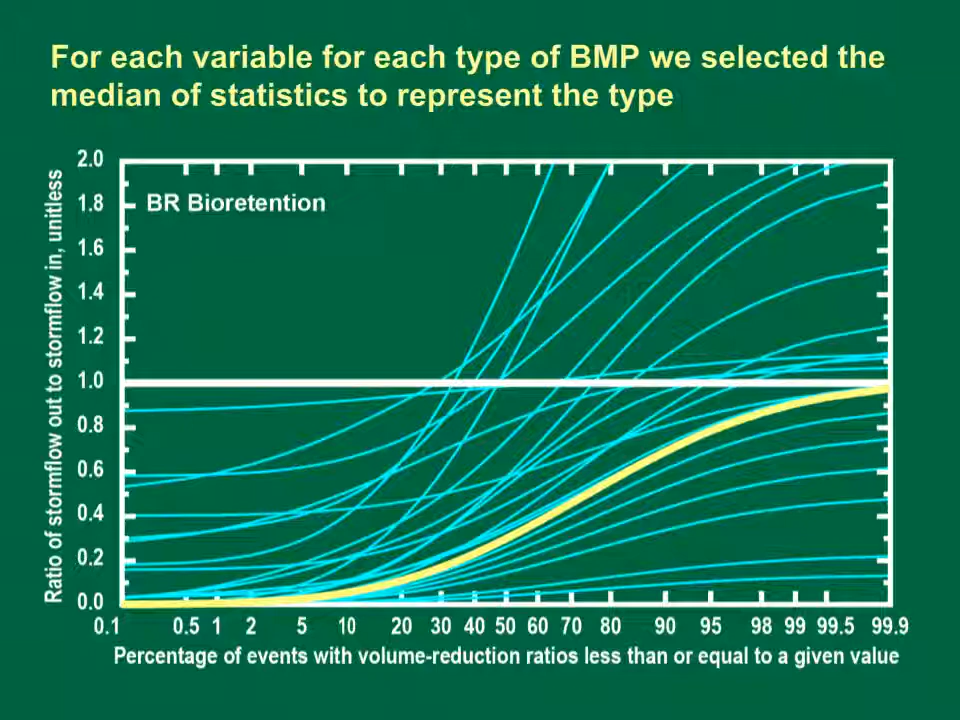 For each variable for each type of BMP we selected the
median of statistics to represent the type
Ratio of stormflow out to stormflow in, unitless
2.0
1.8
1.6
1.4
1.2
1.0
0.8
0.6
0.4
0.2
0.0
BR Bioretention
0.1 0.5 1 2 5 10 20 30 40 50 60 70 80 90 95 98 99 99.5 99.9
Percentage of events with volume-reduction ratios less than or equal to a given value